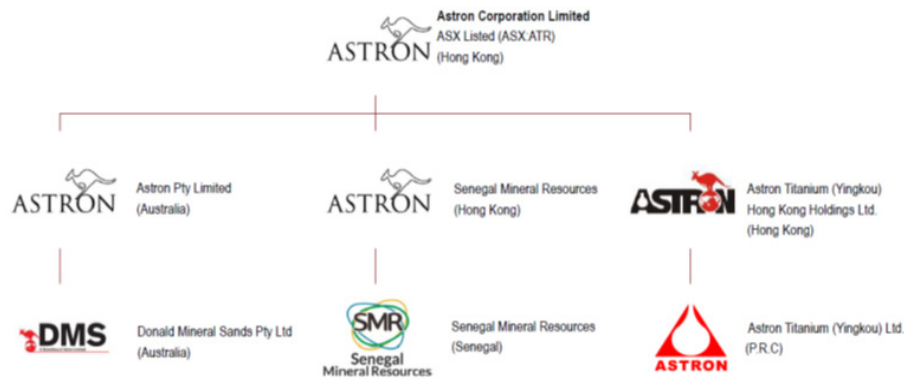 ASTRON
Astron Corporation Limited
ASX Listed (ASX:ATR)
(Hong Kong)
ASTRON
Astron Pty Limited
(Australia)
ASTRON
Senegal Mineral Resources
(Hong Kong)
ASTRON
Astron Titanium (Yingkou)
Hong Kong Holdings Ltd.
(Hong Kong)
DMS
Donald Mineral Sands Pty Ltd
(Australia)
SMR
Senegal
Mineral Resources
Senegal Mineral Resources
(Senegal)
ASTRON
Astron Titanium (Yingkou) Ltd.
(P.R.C)